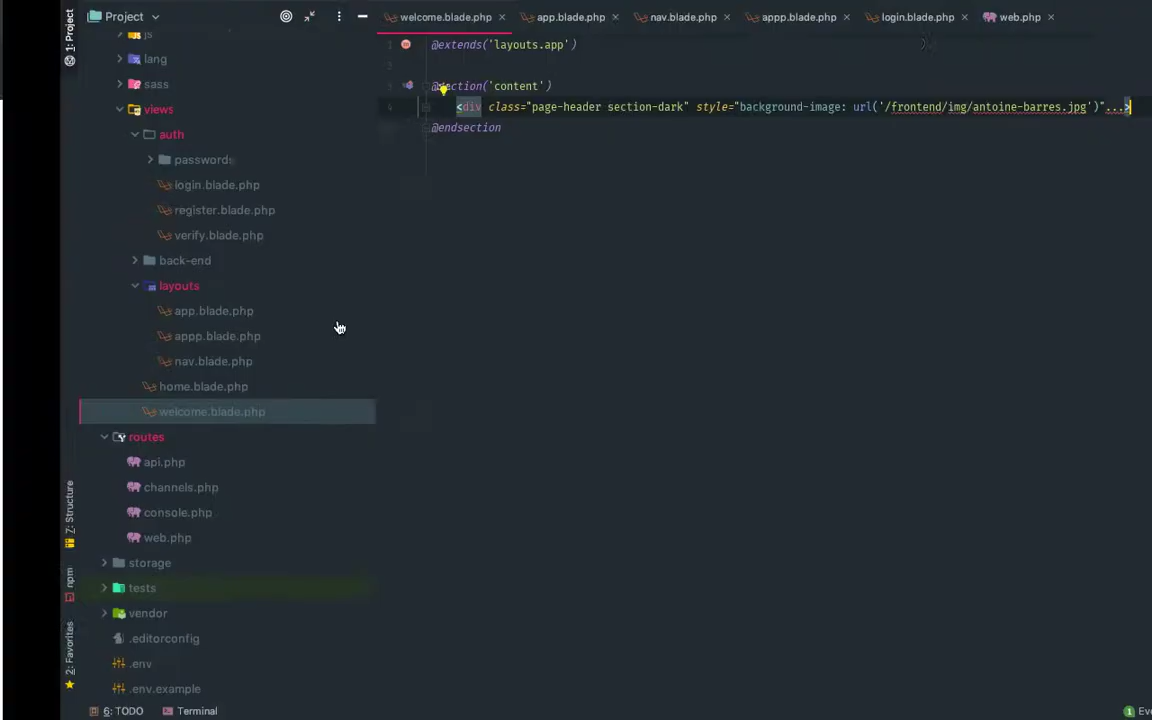 1: Project
Project
welcome.blade.php
app.blade.php
nav.blade.php
appp.blade.php
login.blade.php
web.php
js
lang
sass
views
auth
passwords
login.blade.php
register.blade.php
verify.blade.php
back-end
layouts
app.blade.php
appp.blade.php
nav.blade.php
home.blade.php
welcome.blade.php
routes
api.php
channels.php
console.php
web.php
storage
tests
vendor
.editorconfig
.env
.env.example
1 @extends('layouts.app')
@section('content')
<div class="page-header section-dark" style="background-image: url('/frontend/img/antoine-barres.jpg')"...>
@endsection
7: Structure
npm
2: Favorites
6: TODO
Terminal
1